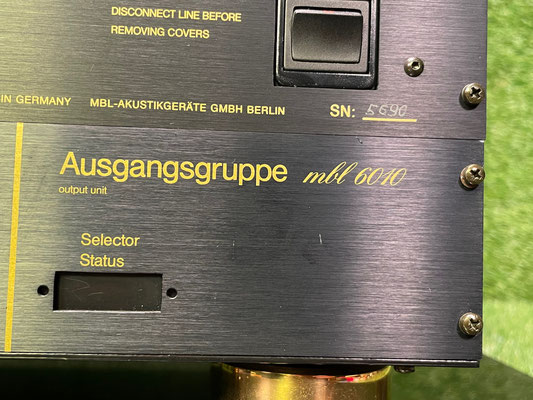 DISCONNECT LINE BEFORE
REMOVING COVERS
IN GERMANY MBL-AKUSTIKGERÄTE GMBH BERLIN SN: 5690
Ausgangsgruppe mbl 6010
output unit
Selector
Status